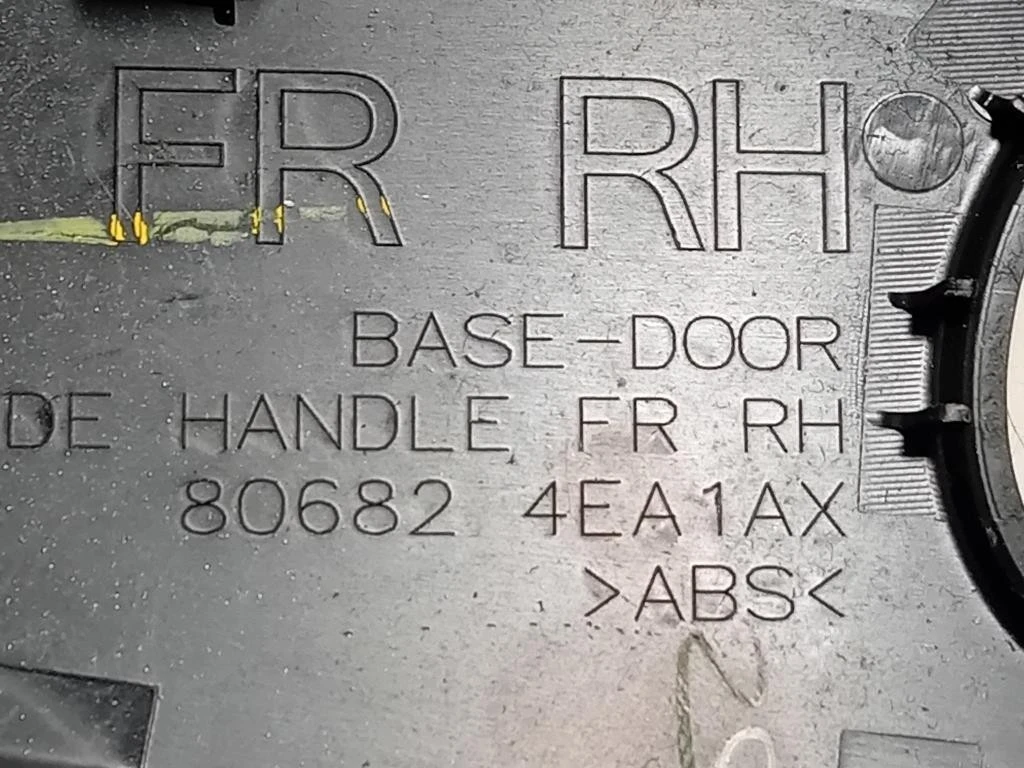 FR RH
BASE-DOOR
DE HANDLE FR RH
80682 4EA1AX
>ABS<